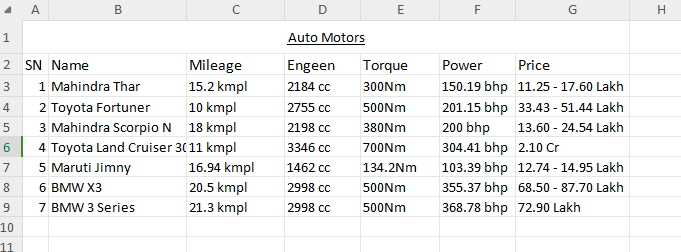 A B C D E F G H
1 Auto Motors
2 SN Name Mileage Engeen Torque Power Price
3 1 Mahindra Thar 15.2 kmpl 2184 cc 300Nm 150.19 bhp 11.25 - 17.60 Lakh
4 2 Toyota Fortuner 10 kmpl 2755 cc 500Nm 201.15 bhp 33.43 - 51.44 Lakh
5 3 Mahindra Scorpio N 18 kmpl 2198 cc 380Nm 200 bhp 13.60 - 24.54 Lakh
6 4 Toyota Land Cruiser 30 11 kmpl 3346 cc 700Nm 304.41 bhp 2.10 Cr
7 5 Maruti Jimny 16.94 kmpl 1462 cc 134.2Nm 103.39 bhp 12.74 - 14.95 Lakh
8 6 BMW X3 20.5 kmpl 2998 cc 500Nm 355.37 bhp 68.50 - 87.70 Lakh
9 7 BMW 3 Series 21.3 kmpl 2998 cc 500Nm 368.78 bhp 72.90 Lakh
10
11